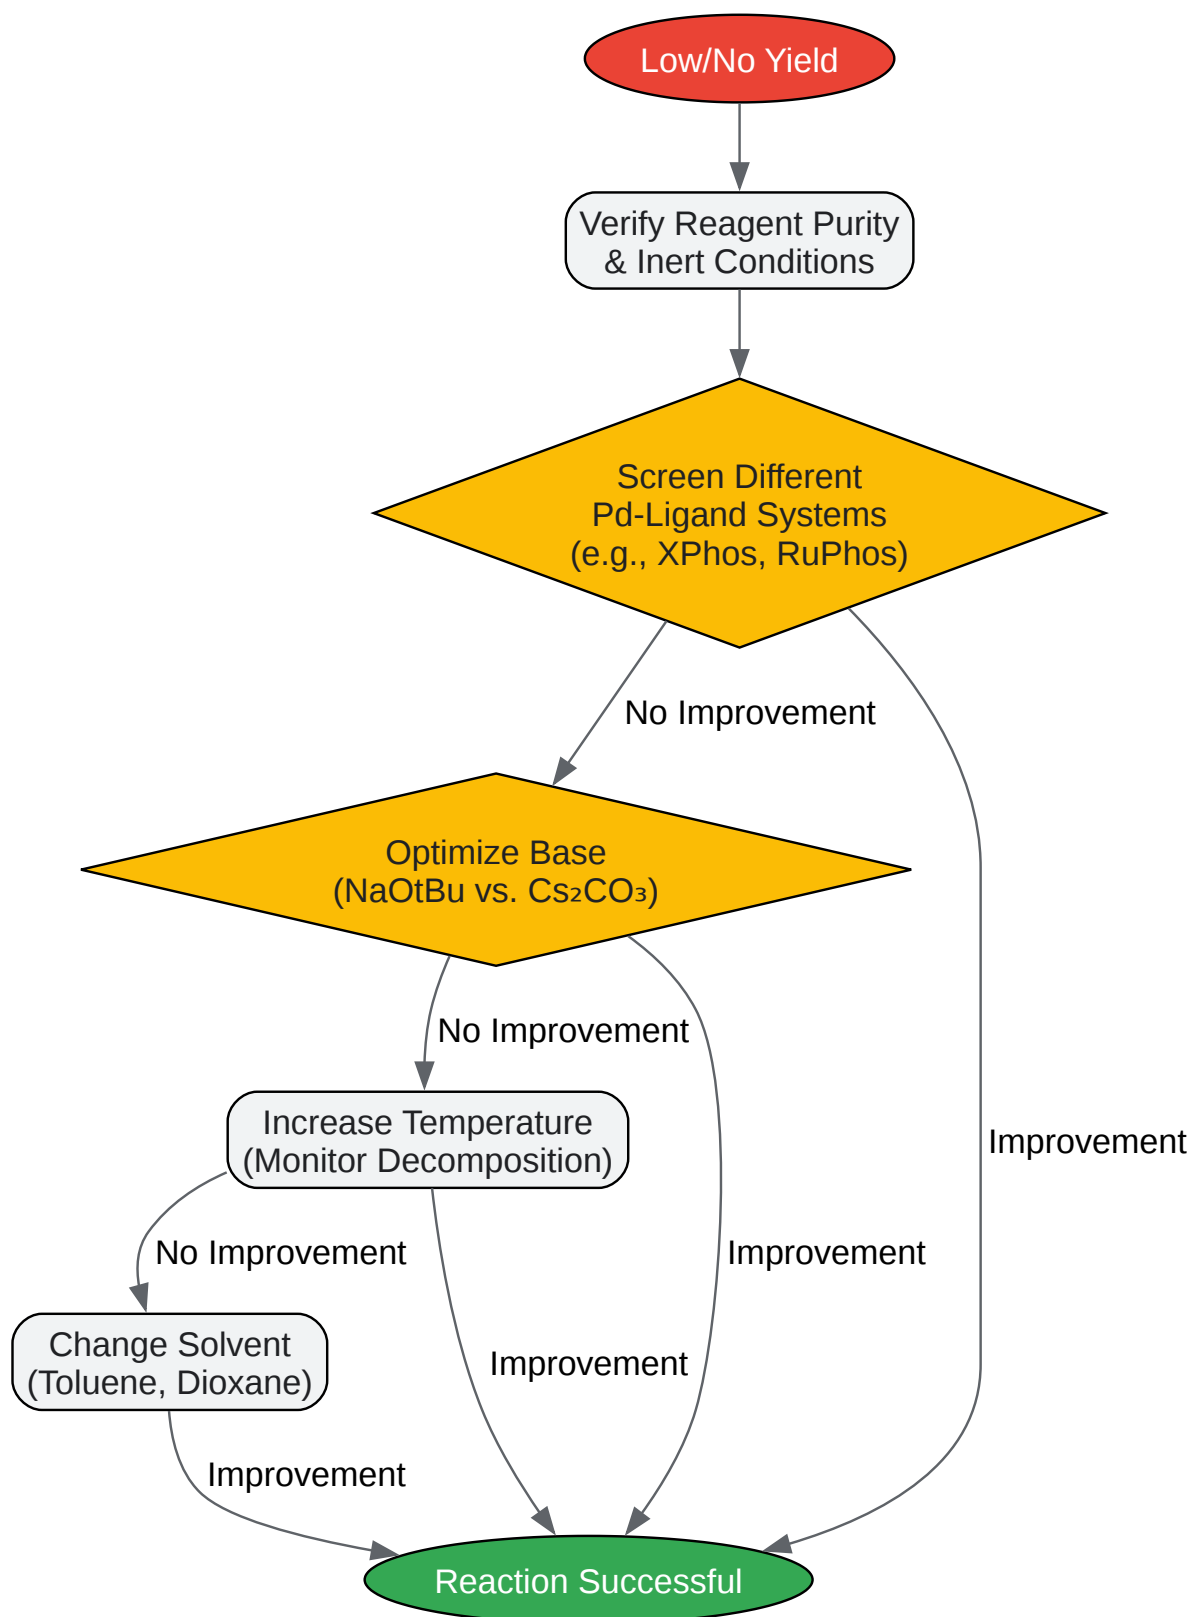 Low/No Yield
Verify Reagent Purity
& Inert Conditions
Screen Different
Pd-Ligand Systems
(e.g., XPhos, RuPhos)
No Improvement
Optimize Base
(NaOtBu vs. Cs₂CO₃)
No Improvement
Increase Temperature
(Monitor Decomposition)
Improvement
No Improvement
Improvement
Change Solvent
(Toluene, Dioxane)
Improvement
Improvement
Reaction Successful